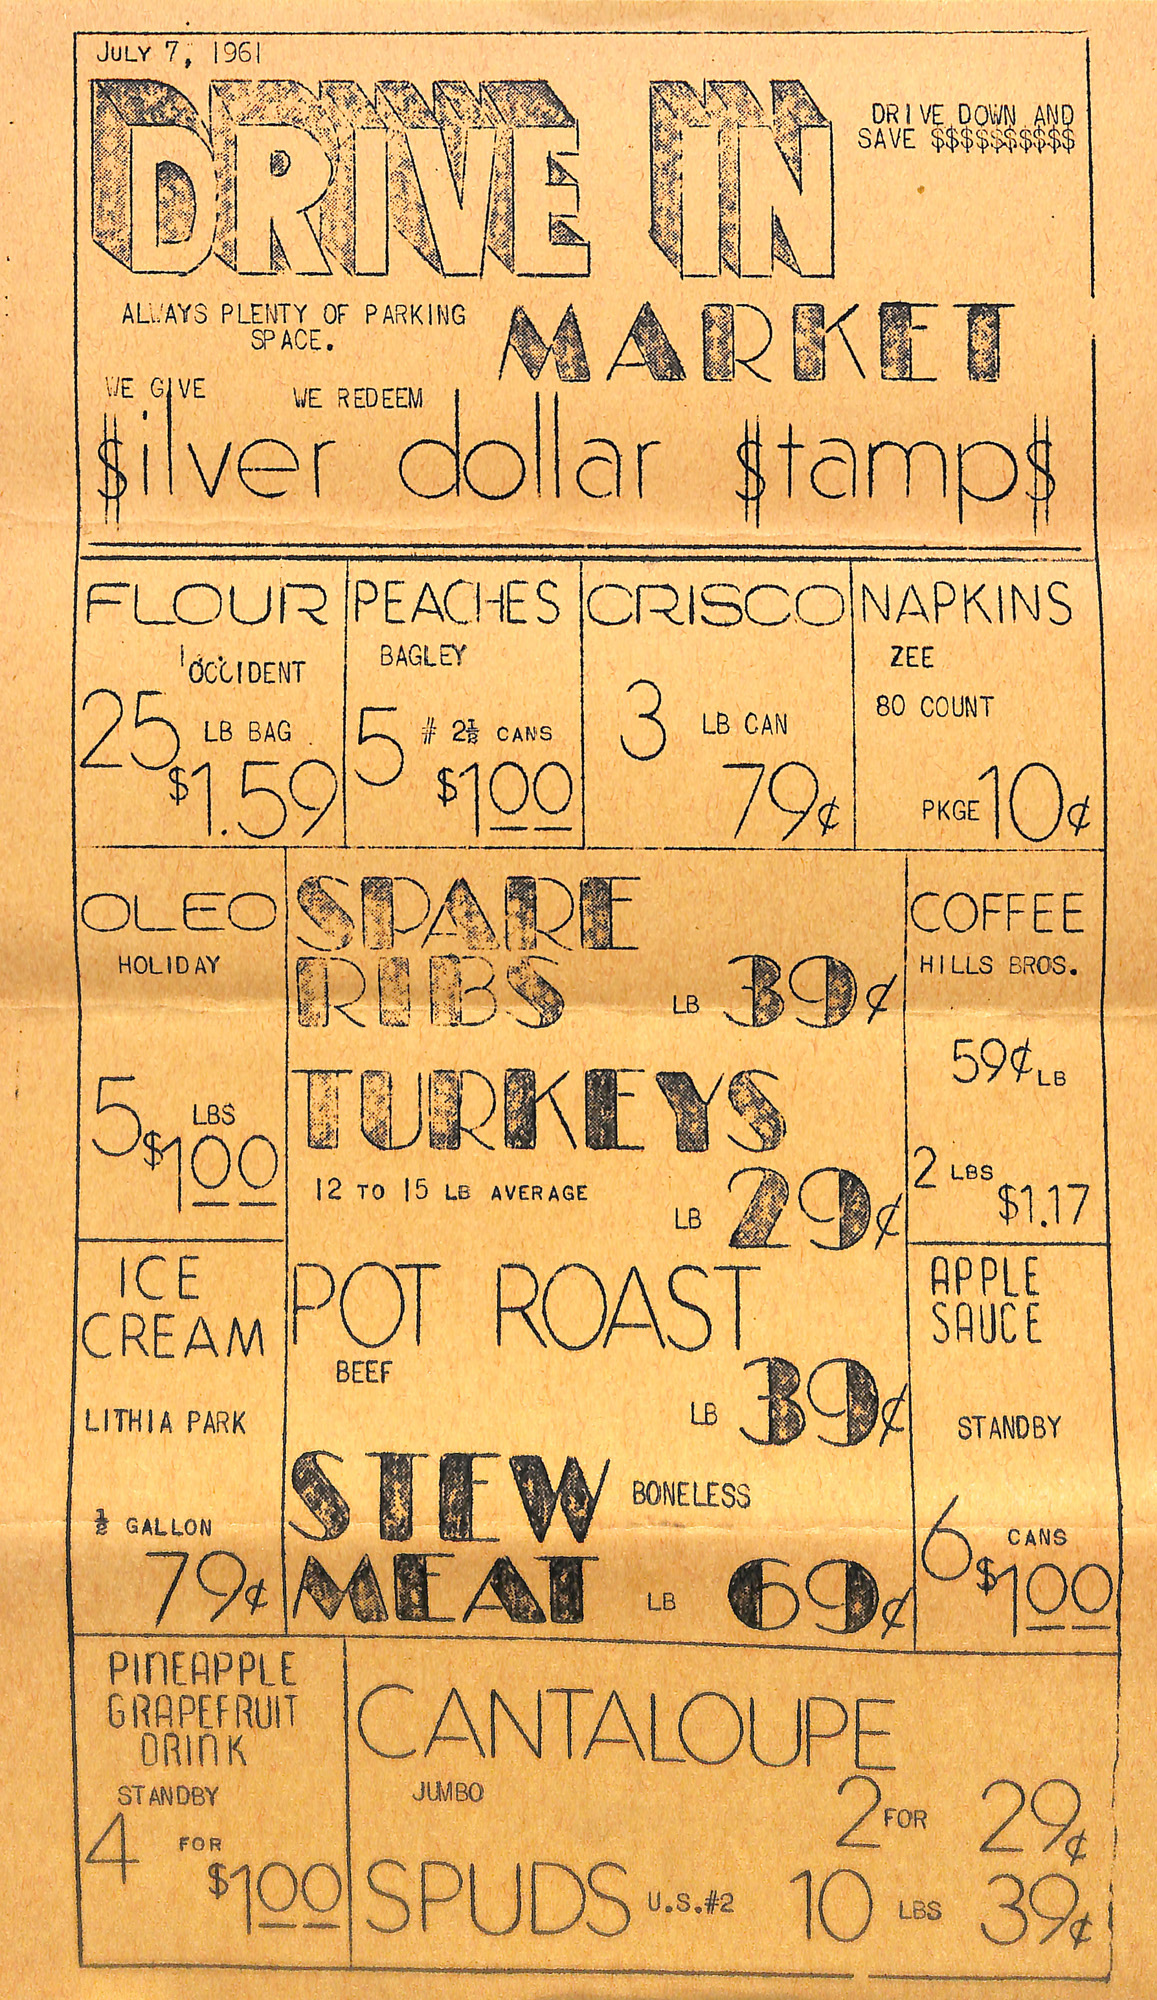 JULY 7, 1961
DRIVE IN
DRIVE DOWN AND
SAVE $$$$$$$$$$
ALWAYS PLENTY OF PARKING
SPACE.
MARKET
WE GIVE WE REDEEM
$ilver dollar $tamp$
FLOUR
OCCIDENT
25 LB BAG
$1.59
PEACHES
BAGLEY
5 # 2½ CANS
$1 00
CRISCO
3 LB CAN
79¢
NAPKINS
ZEE
80 COUNT
PKGE 10¢
OLEO
HOLIDAY
5 LBS
$1 00
SPARE
RIBS LB 39¢
TURKEYS
12 TO 15 LB AVERAGE
LB 29¢
POT ROAST
BEEF
LB 39¢
STEW BONELESS
MEAT LB 69¢
COFFEE
HILLS BROS.
59¢ LB
2 LBS
$1.17
ICE
CREAM
LITHIA PARK
½ GALLON
79¢
APPLE
SAUCE
STANDBY
6 CANS
$1 00
PINEAPPLE
GRAPEFRUIT
DRINK
STANDBY
4 FOR
$1 00
CANTALOUPE
JUMBO
2 FOR 29¢
SPUDS U.S.#2 10 LBS 39¢